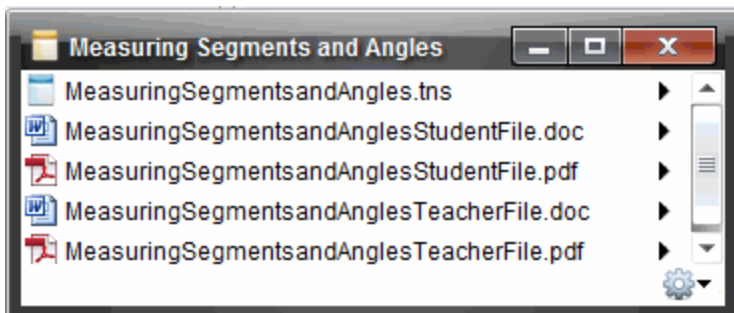 Measuring Segments and Angles
MeasuringSegmentsandAngles.tns
MeasuringSegmentsandAnglesStudentFile.doc
MeasuringSegmentsandAnglesStudentFile.pdf
MeasuringSegmentsandAnglesTeacherFile.doc
MeasuringSegmentsandAnglesTeacherFile.pdf